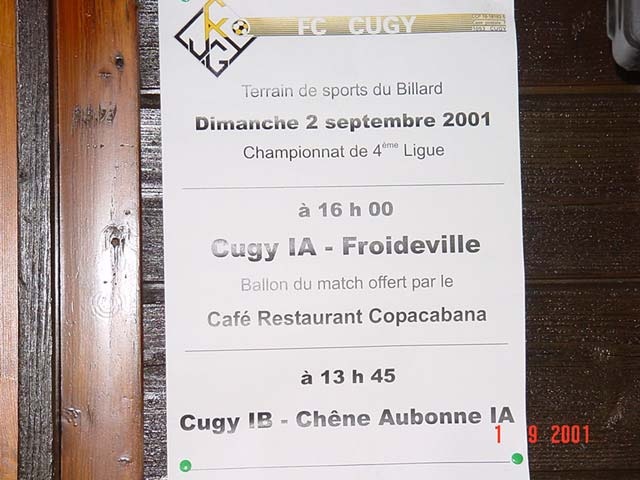 FC CUGY
Terrain de sports du Billard
Dimanche 2 septembre 2001
Championnat de 4ème Ligue
à 16 h 00
Cugy IA - Froideville
Ballon du match offert par le
Café Restaurant Copacabana
à 13 h 45
Cugy IB - Chêne Aubonne IA
1 9 2001